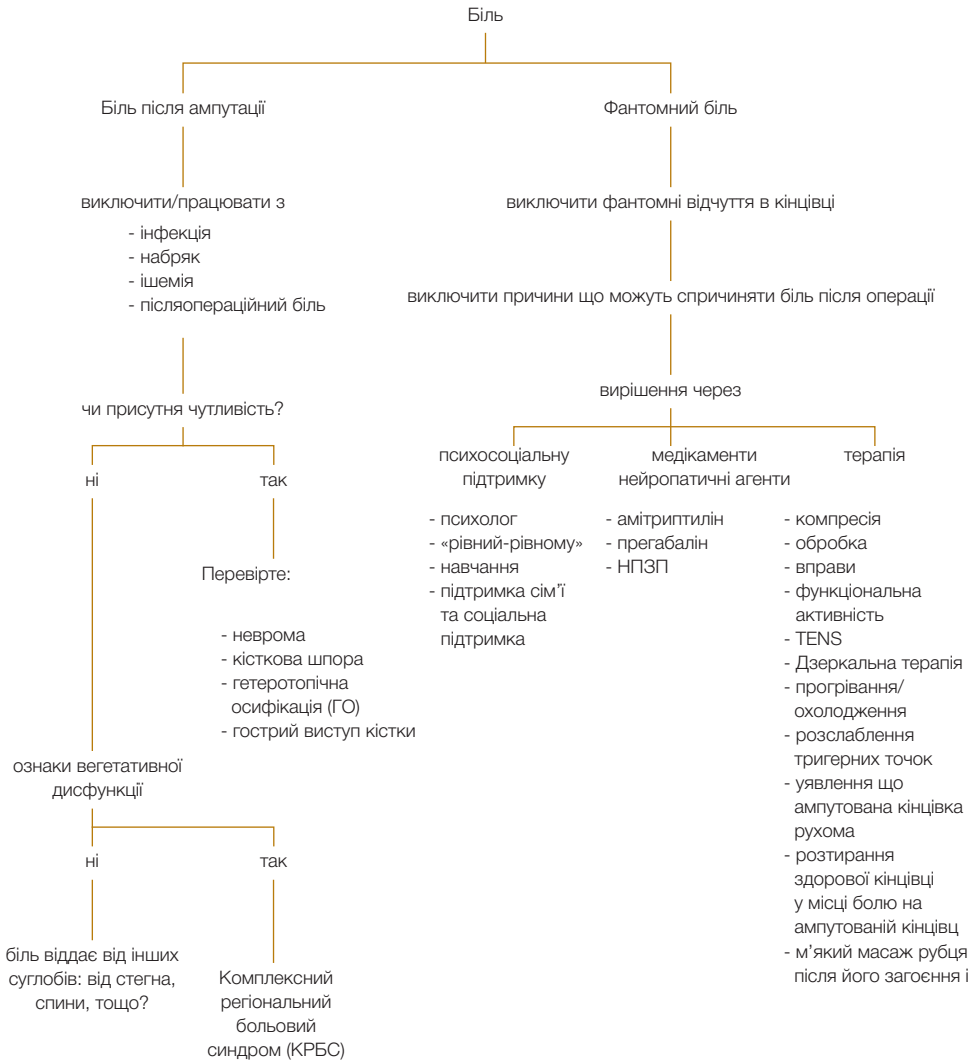 Біль
Біль після ампутації
виключити/працювати з
- інфекція
- набряк
- ішемія
- післяопераційний біль
чи присутня чутливість?
ні
так
Перевірте:
- неврома
- кісткова шпора
- гетеротопічна
осифікація (ГО)
- гострий виступ кістки
ознаки вегетативної
дисфункції
ні
так
біль віддає від інших
суглобів: від стегна,
спини, тощо?
Комплексний
регіональний
больовий
синдром (КРБС)
Фантомний біль
виключити фантомні відчуття в кінцівці
виключити причини що можуть спричиняти біль після операції
вирішення через
психосоціальну
підтримку
- психолог
- «рівний-рівному»
- навчання
- підтримка сім’ї
та соціальна
підтримка
медікаменти
нейропатичні агенти
- амітриптилін
- прегабалін
- НПЗП
терапія
- компресія
- обробка
- вправи
- функціональна
активність
- TENS
- Дзеркальна терапія
- прогрівання/
охолодження
- розслаблення
тригерних точок
- уявлення що
ампутована кінцівка
рухома
- розтирання
здорової кінцівці
у місці болю на
ампутованій кінцівц
- м’який масаж рубця
після його загоєння і